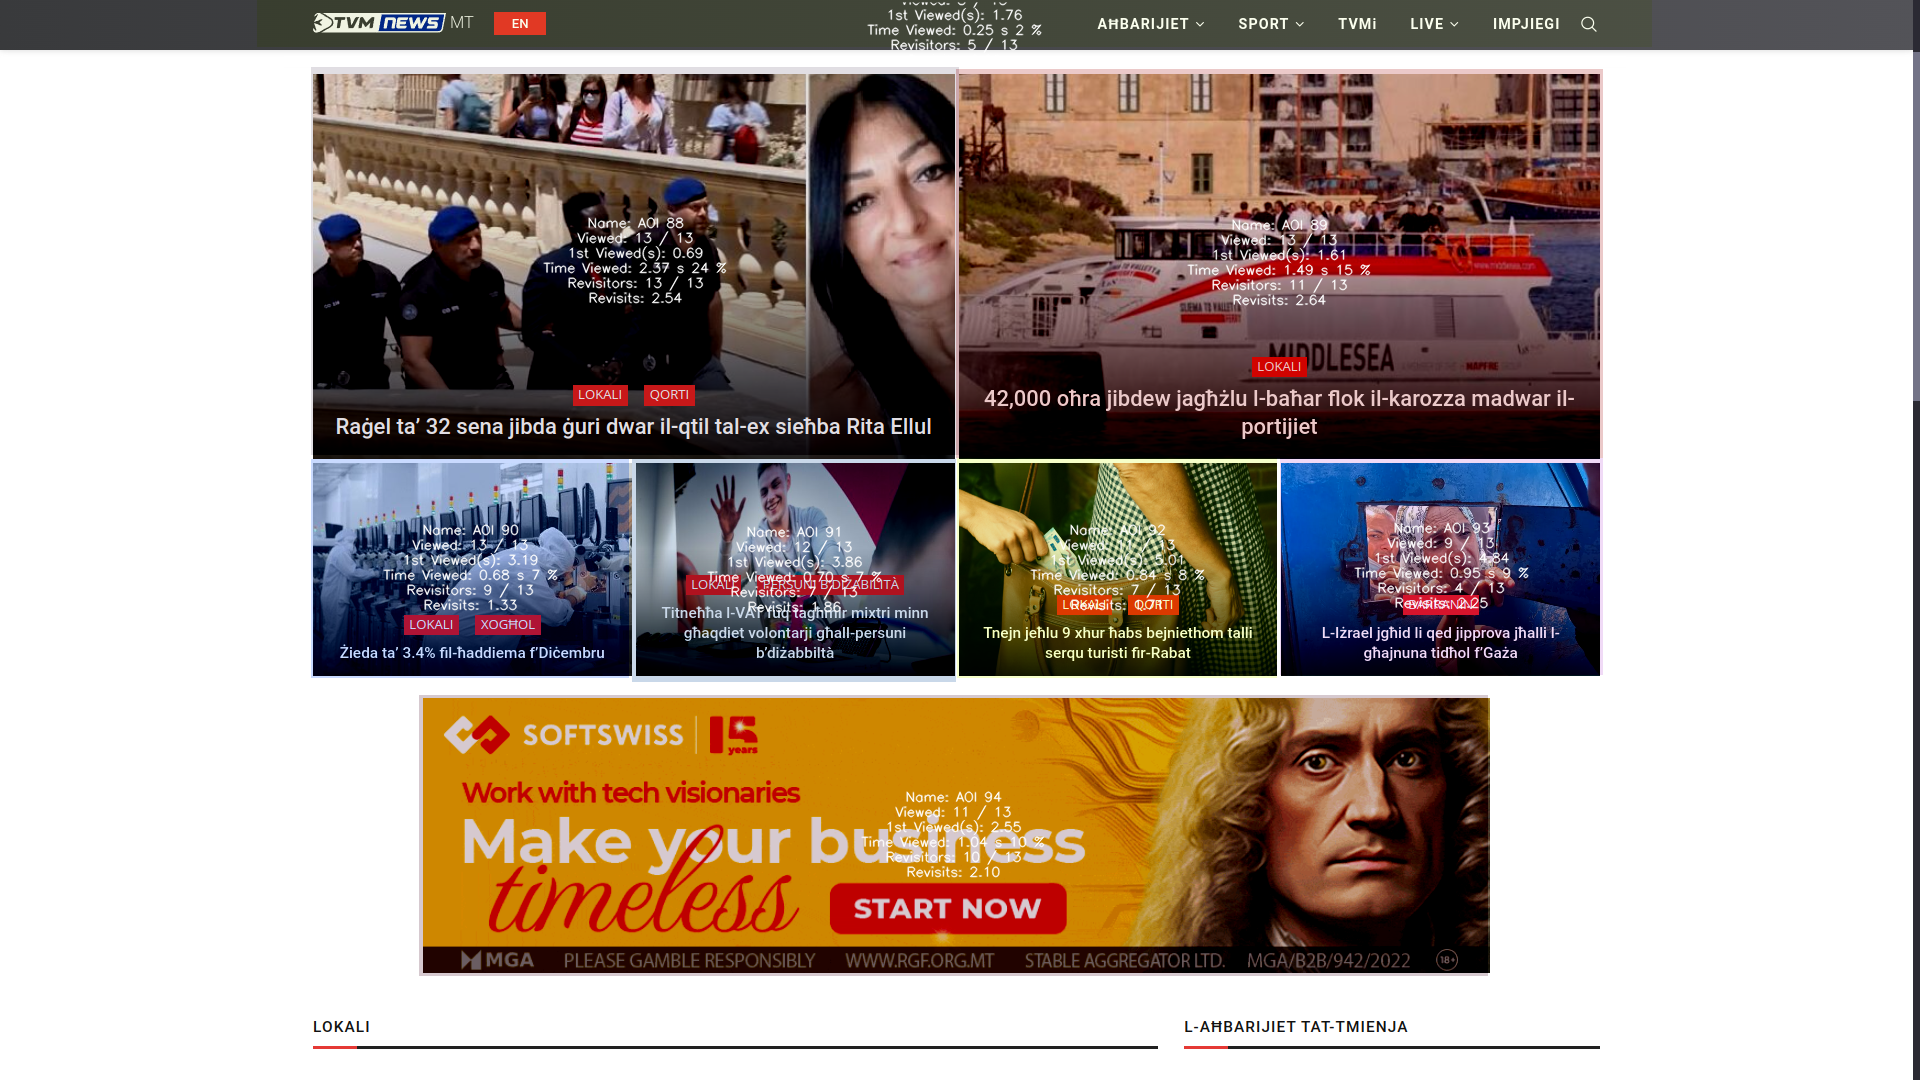 TVM NEWS MT
EN
1st Viewed(s): 1.76
Time Viewed: 0.25 s 2 %
Revisitors: 5 / 13
AĦBARIJIET
SPORT
TVMi
LIVE
IMPJIEGI
Name: AOI 88
Viewed: 13 / 13
1st Viewed(s): 0.69
Time Viewed: 2.37 s 24 %
Revisitors: 13 / 13
Revisits: 2.54
LOKALI QORTI
Raġel ta’ 32 sena jibda ġuri dwar il-qtil tal-ex sieħba Rita Ellul
Name: AOI 89
Viewed: 13 / 13
1st Viewed(s): 1.61
Time Viewed: 1.49 s 15 %
Revisitors: 11 / 13
Revisits: 2.64
www.middlesea.com
SLIEMA TO VALLETTA
MIDDLESEA
LOKALI
42,000 oħra jibdew jagħżlu l-baħar flok il-karozza madwar il-
portijiet
Name: AOI 90
Viewed: 13 / 13
1st Viewed(s): 3.19
Time Viewed: 0.68 s 7 %
Revisitors: 9 / 13
Revisits: 1.33
LOKALI XOGĦOL
Żieda ta’ 3.4% fil-ħaddiema f’Diċembru
Name: AOI 91
Viewed: 12 / 13
1st Viewed(s): 3.86
Time Viewed: 0.70 s 7 %
LOKALI PERSUNI B'DIŻABILITÀ
Revisitors: 7 / 13
Revisits: 1.86
Titneħħa l-VAT fuq tagħmir mixtri minn
għaqdiet volontarji għall-persuni
b’diżabbiltà
Name: AOI 92
1st Viewed(s): 5.01
Time Viewed: 0.84 s 8 %
Revisitors: 7 / 13
Revisits: 1.71
LOKALI QORTI
Tnejn jeħlu 9 xhur ħabs bejniethom talli
serqu turisti fir-Rabat
Name: AOI 93
Viewed: 9 / 13
1st Viewed(s): 4.84
Time Viewed: 0.95 s 9 %
Revisitors: 4 / 13
Revisits: 2.25
BARRANIN
L-Iżrael jgħid li qed jipprova jħalli l-
għajnuna tidħol f’Gaża
SOFTSWISS 15 years
Work with tech visionaries
Make your business
timeless
START NOW
Name: AOI 94
Viewed: 11 / 13
1st Viewed(s): 2.55
Time Viewed: 1.04 s 10 %
Revisitors: 10 / 13
Revisits: 2.10
MGA PLEASE GAMBLE RESPONSIBLY WWW.RGF.ORG.MT STABLE AGGREGATOR LTD. MGA/B2B/942/2022 18+
LOKALI
L-AĦBARIJIET TAT-TMIENJA